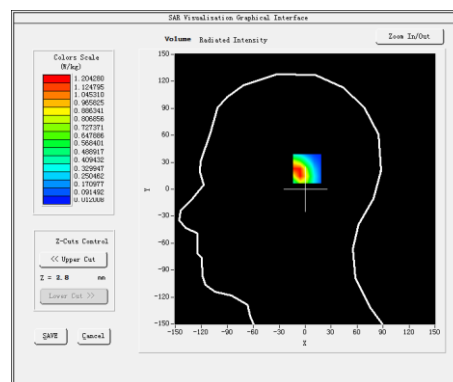 SAR Visualisation Graphical Interface
Volume Radiated Intensity
Zoom In/Out
Colors Scale
(W/kg)
1.204280
1.124795
1.045310
0.965825
0.886341
0.806856
0.727371
0.647886
0.568401
0.488917
0.409432
0.329947
0.250462
0.170977
0.091492
0.012008
Z-Cuts Control
<< Upper Cut
Z = 3.8 mm
Lower Cut >>
SAVE Cancel
150
120
90
60
30
0
-30
-60
-90
-120
-150
Y
-150 -120 -90 -60 -30 0 30 60 90 120 150
X